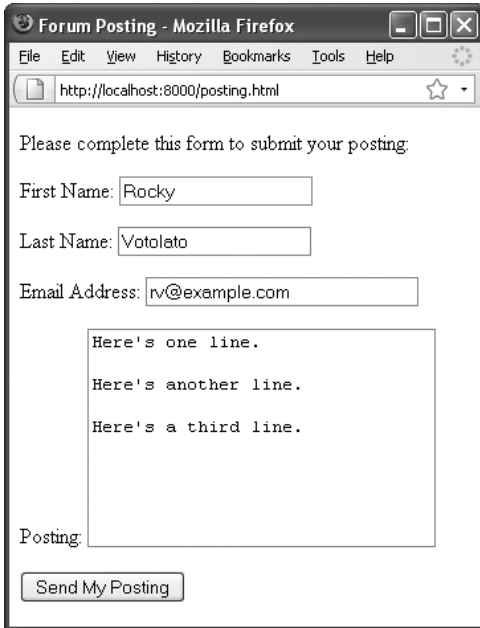 Forum Posting - Mozilla Firefox
File Edit View History Bookmarks Tools Help
http://localhost:8000/posting.html
Please complete this form to submit your posting:
First Name: Rocky
Last Name: Votolato
Email Address: rv@example.com
Here's one line.
Here's another line.
Here's a third line.
Posting:
Send My Posting